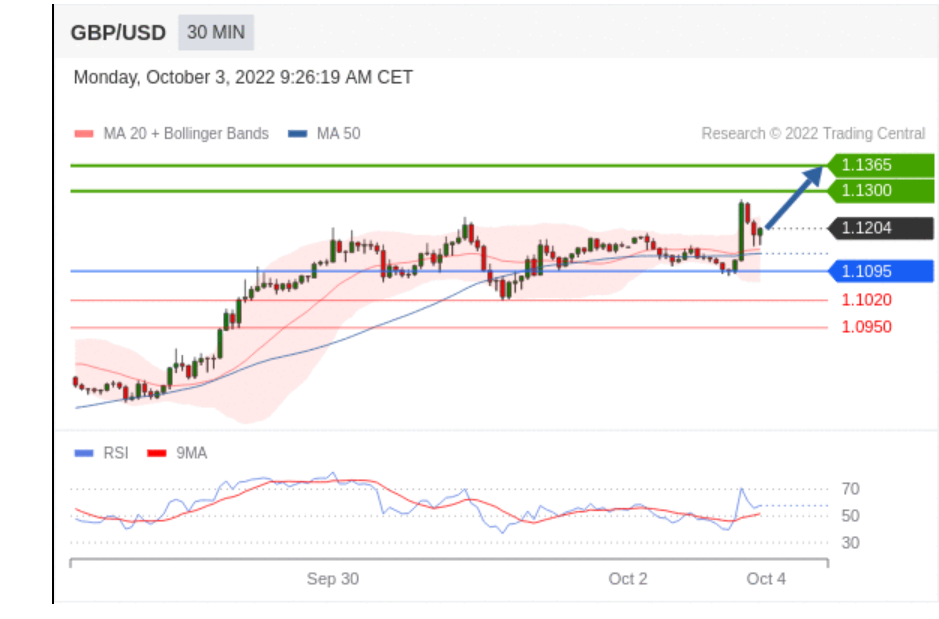 GBP/USD 30 MIN
Monday, October 3, 2022 9:26:19 AM CET
MA 20 + Bollinger Bands MA 50 Research © 2022 Trading Central
1.1365
1.1300
1.1204
1.1095
1.1020
1.0950
RSI 9MA
70
50
30
Sep 30 Oct 2 Oct 4